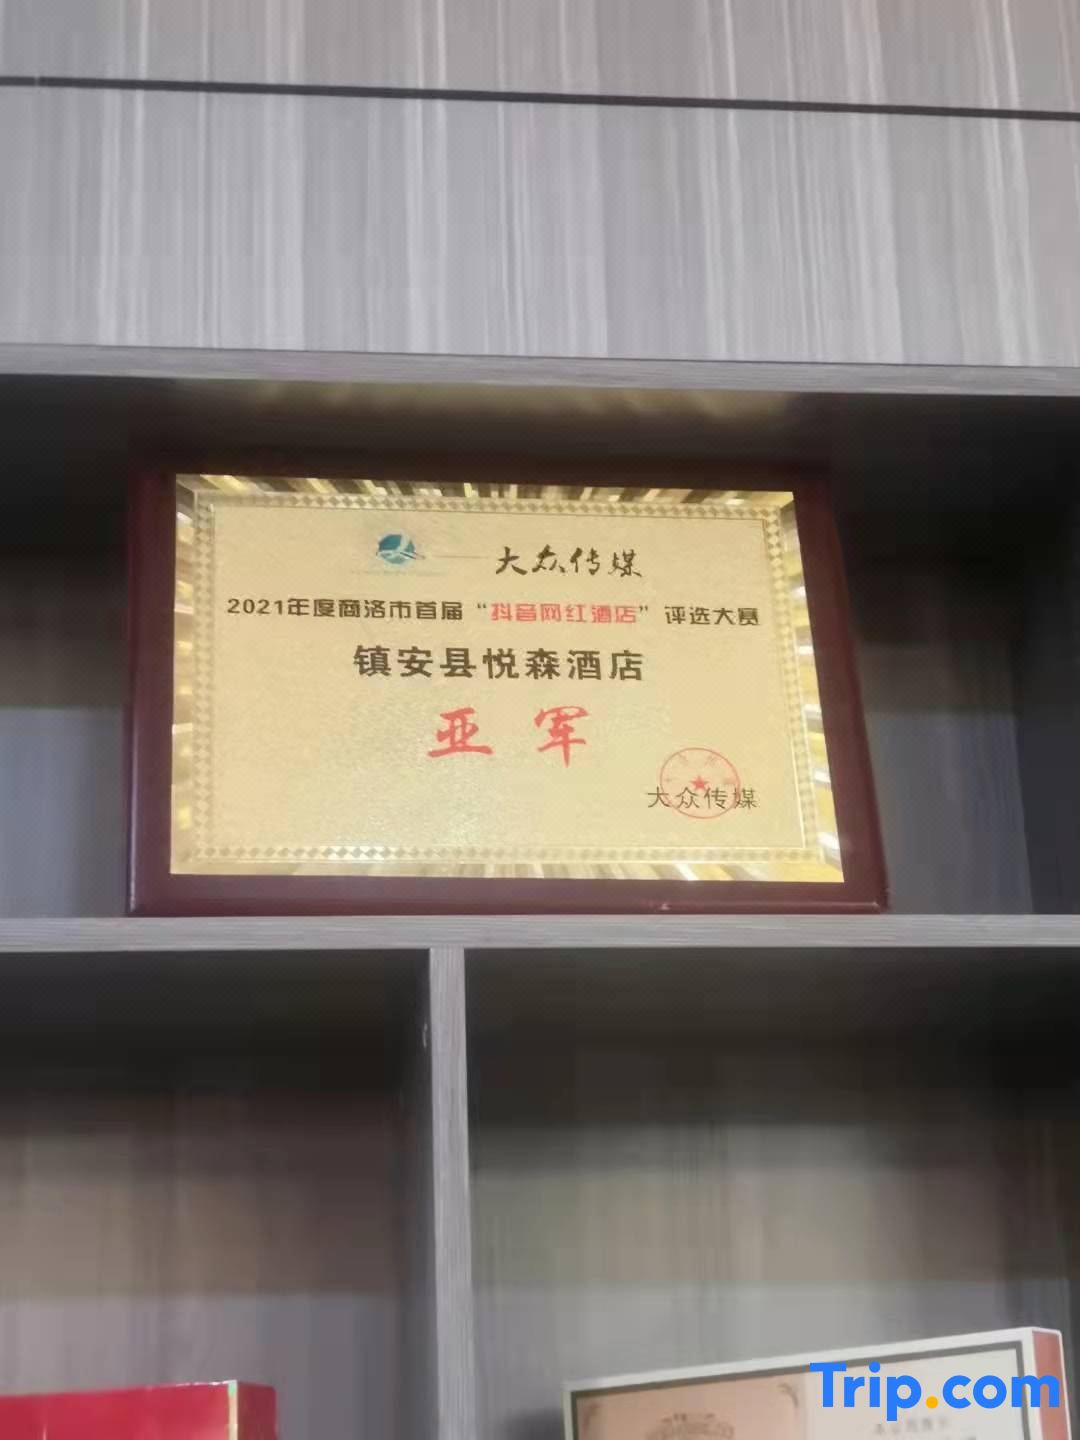 大众传媒
2021年度商洛市首届“抖音网红酒店”评选大赛
镇安县悦森酒店
亚军
大众传媒
Trip.com